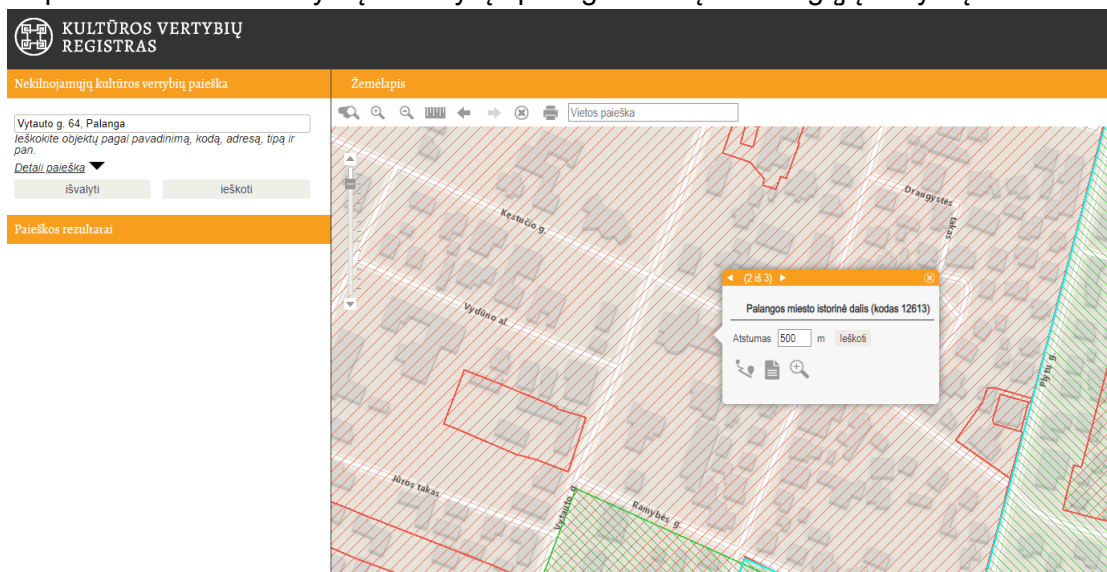 KULTŪROS VERTYBIŲ
REGISTRAS
Nekilnojamųjų kultūros vertybių paieška
Žemėlapis
Vytauto g. 64, Palanga
Vietos paieška
Ieškokite objektų pagal pavadinimą, kodą, adresą, tipą ir
pan.
Detali paieška
išvalyti
ieškoti
Paieškos rezultatai
Kęstučio g.
Draugystės
takas
Vydūno al.
(2 iš 3)
Palangos miesto istorinė dalis (kodas 12613)
Atstumas 500 m Ieškoti
Plytų g.
Jūros takas
Vytauto g.
Ramybės g.